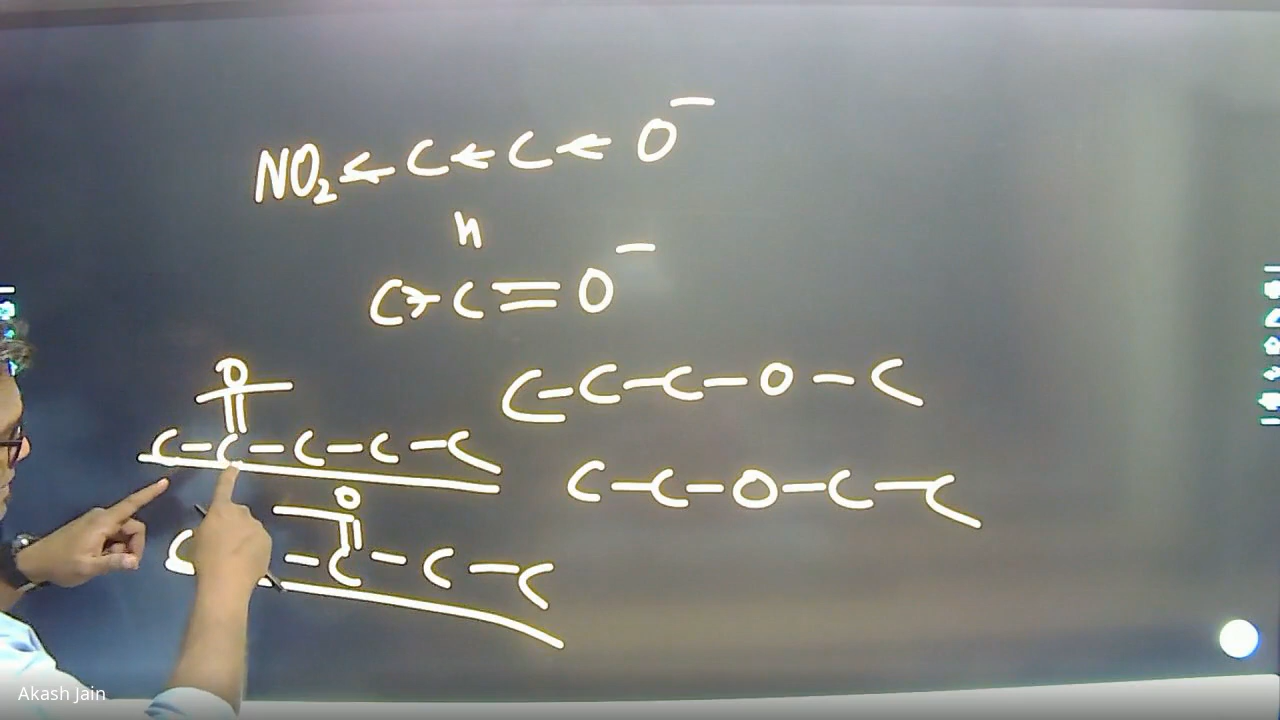 NO₂ ← C ← C ← O⁻
n
C > C = O⁻
O
||
C - C - C - C - C
C - C - C - O - C
O
||
C - C - C - C
C - C - O - C - C
Akash Jain